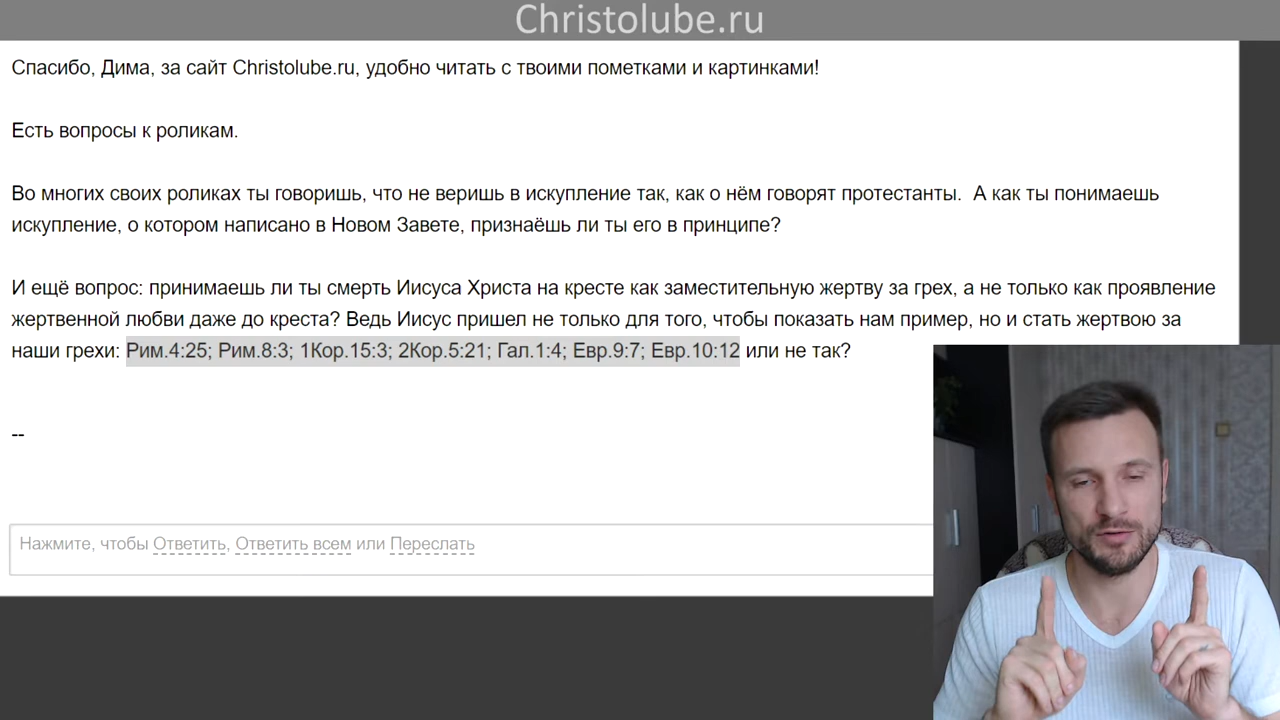 Christolube.ru
Спасибо, Дима, за сайт Christolube.ru, удобно читать с твоими пометками и картинками!
Есть вопросы к роликам.
Во многих своих роликах ты говоришь, что не веришь в искупление так, как о нём говорят протестанты.  А как ты понимаешь
искупление, о котором написано в Новом Завете, признаёшь ли ты его в принципе?
И ещё вопрос: принимаешь ли ты смерть Иисуса Христа на кресте как заместительную жертву за грех, а не только как проявление
жертвенной любви даже до креста? Ведь Иисус пришел не только для того, чтобы показать нам пример, но и стать жертвою за
наши грехи: Рим.4:25; Рим.8:3; 1Кор.15:3; 2Кор.5:21; Гал.1:4; Евр.9:7; Евр.10:12 или не так?
--
Нажмите, чтобы Ответить, Ответить всем или Переслать